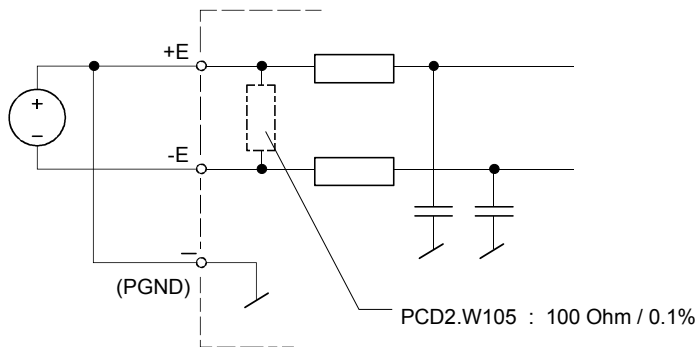 +E
+
−
-E
−
(PGND)
PCD2.W105 : 100 Ohm / 0.1%